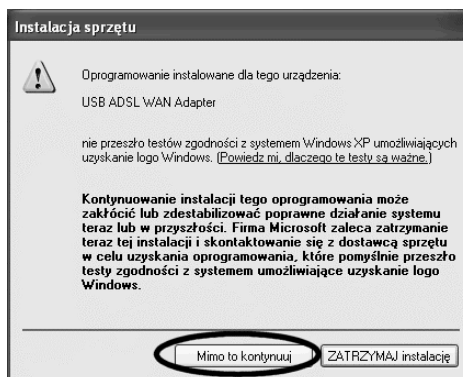 Instalacja sprzętu
Oprogramowanie instalowane dla tego urządzenia:
USB ADSL WAN Adapter
nie przeszło testów zgodności z systemem Windows XP umożliwiających
uzyskanie logo Windows. (Powiedz mi, dlaczego te testy są ważne.)
Kontynuowanie instalacji tego oprogramowania może
zakłócić lub zdestabilizować poprawne działanie systemu
teraz lub w przyszłości. Firma Microsoft zaleca zatrzymanie
teraz tej instalacji i skontaktowanie się z dostawcą sprzętu
w celu uzyskania oprogramowania, które pomyślnie przeszło
testy zgodności z systemem umożliwiające uzyskanie logo
Windows.
Mimo to kontynuuj ZATRZYMAJ instalację